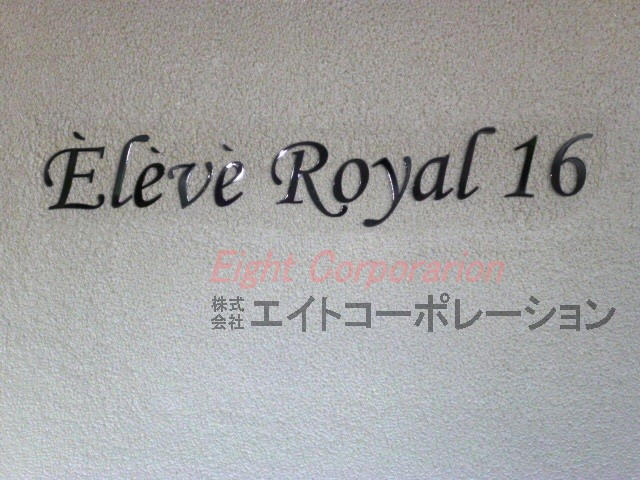 Èlèvè Royal 16
Eight Corporarion
株式会社エイトコーポレーション